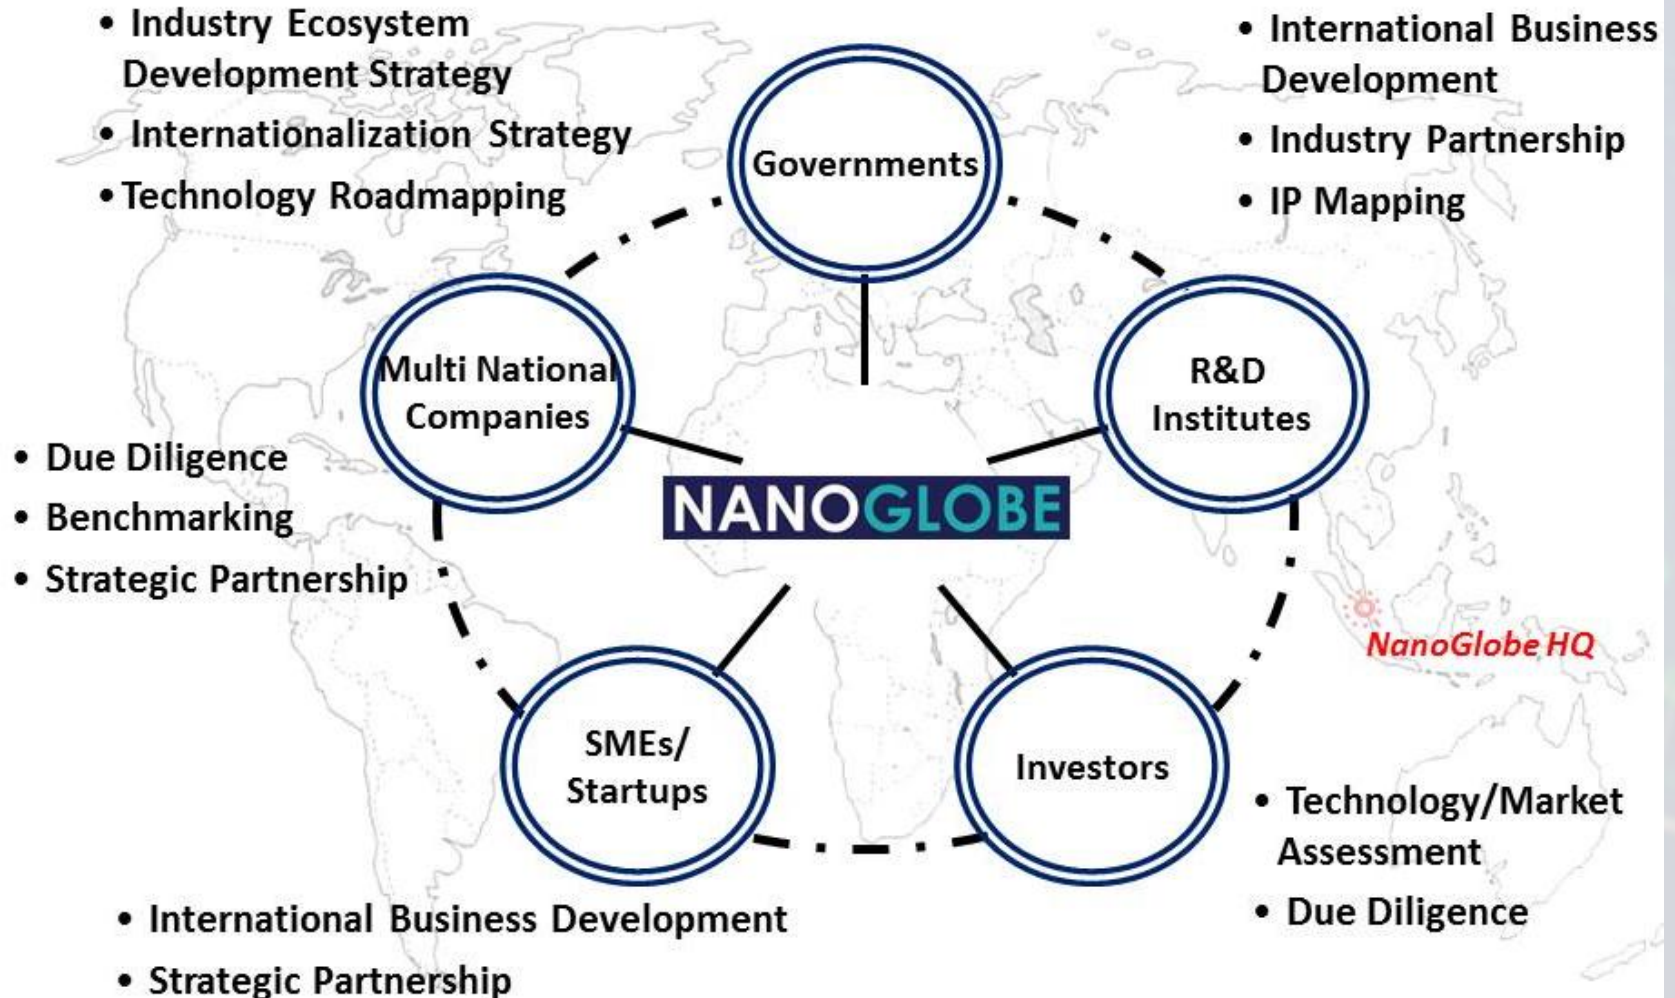 • Industry Ecosystem
Development Strategy
• Internationalization Strategy
• Technology Roadmapping
• International Business
Development
• Industry Partnership
• IP Mapping
Governments
Multi National
Companies
R&D
Institutes
• Due Diligence
• Benchmarking
• Strategic Partnership
NANOGLOBE
NanoGlobe HQ
SMEs/
Startups
Investors
• Technology/Market
Assessment
• Due Diligence
• International Business Development
• Strategic Partnership